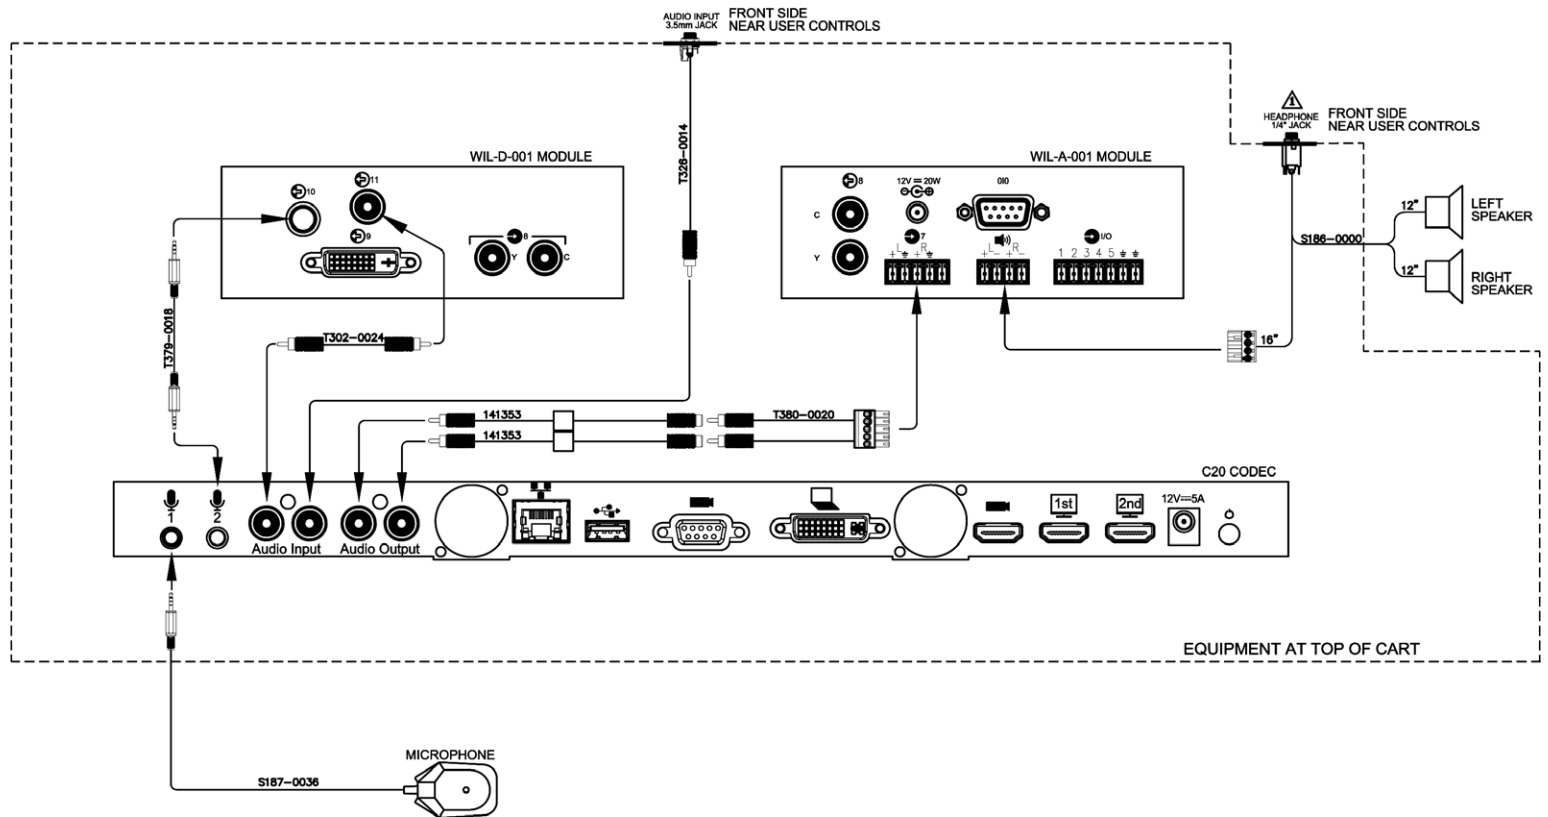 AUDIO INPUT
3.5mm JACK
FRONT SIDE
NEAR USER CONTROLS
1
HEADPHONE
1/4" JACK
FRONT SIDE
NEAR USER CONTROLS
WIL-D-001 MODULE
10
11
9
8
Y
C
T326-0014
WIL-A-001 MODULE
8
C
Y
12V 20W
7
+ L + R
OIO
L R
+ - + -
I/O
1 2 3 4 5
S186-0000
12"
LEFT
SPEAKER
12"
RIGHT
SPEAKER
16"
T379-0018
T302-0024
141353
141353
T380-0020
C20 CODEC
1
2
Audio Input
Audio Output
1st
2nd
12V 5A
EQUIPMENT AT TOP OF CART
MICROPHONE
S187-0036